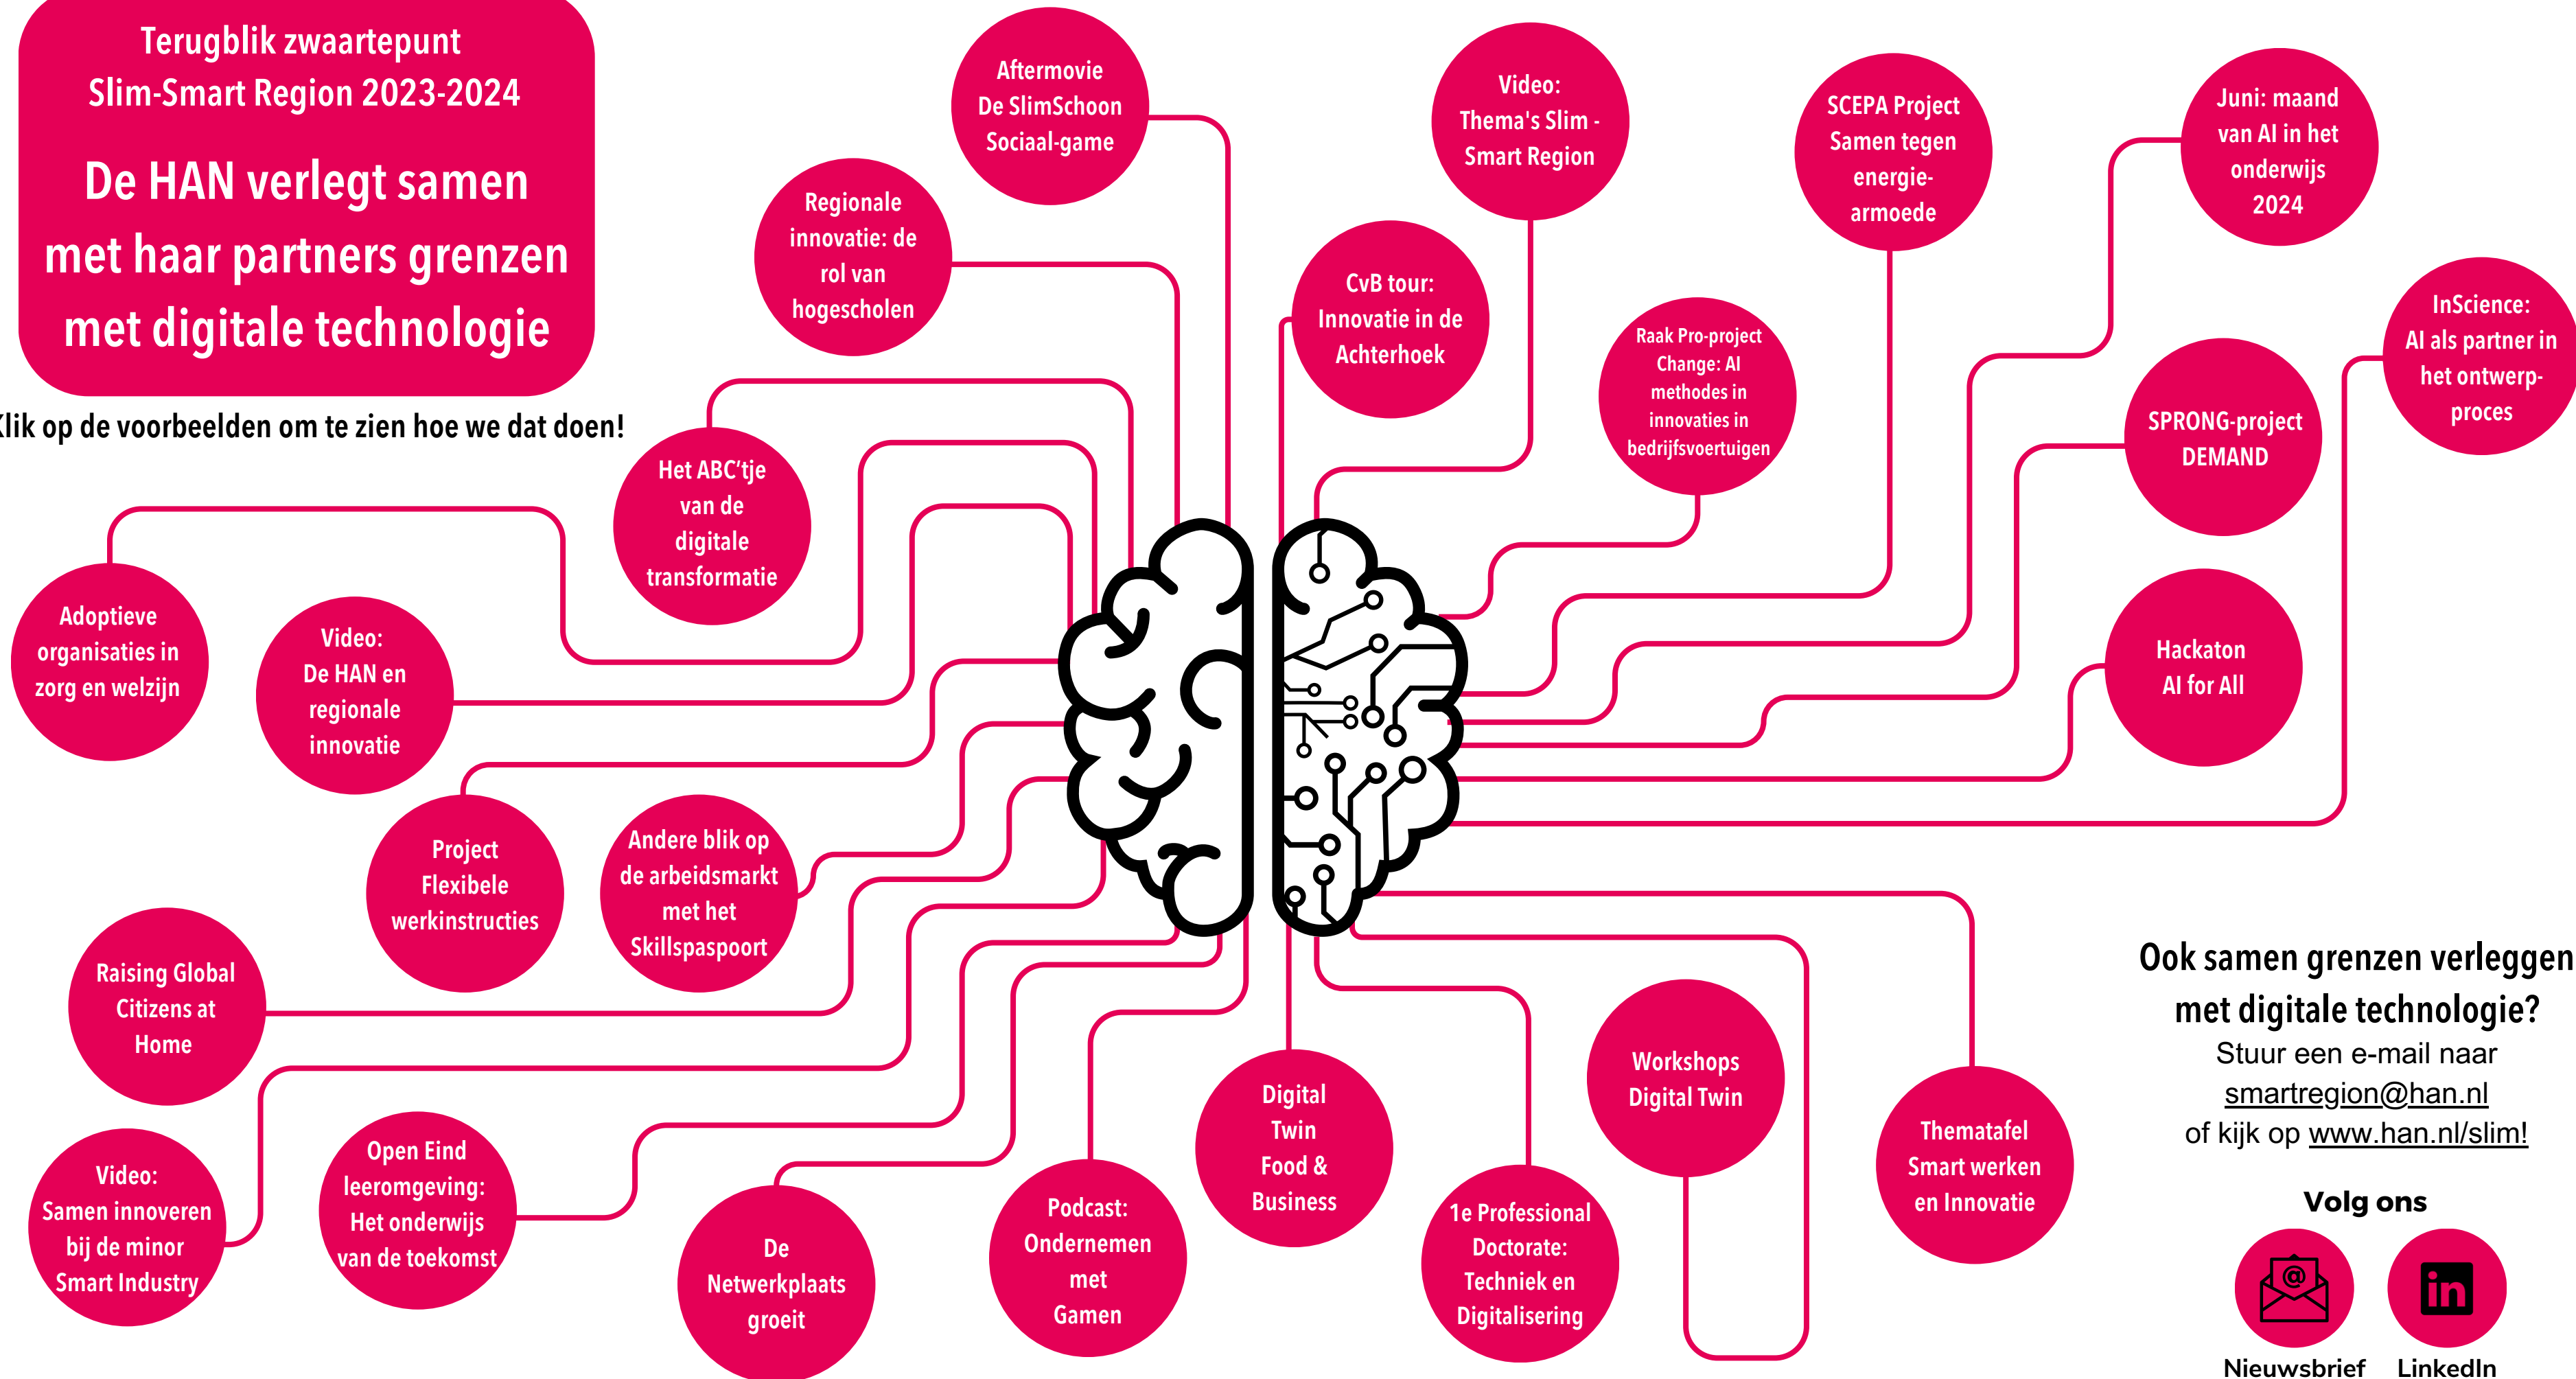 Terugblik zwaartepunt
Slim-Smart Region 2023-2024
De HAN verlegt samen
met haar partners grenzen
met digitale technologie
Klik op de voorbeelden om te zien hoe we dat doen!
Aftermovie
De SlimSchoon
Sociaal-game
Video:
Thema's Slim -
Smart Region
SCEPA Project
Samen tegen
energie-
armoede
Juni: maand
van AI in het
onderwijs
2024
Regionale
innovatie: de
rol van
hogescholen
CvB tour:
Innovatie in de
Achterhoek
Raak Pro-project
Change: AI
methodes in
innovaties in
bedrijfsvoertuigen
InScience:
AI als partner in
het ontwerp-
proces
SPRONG-project
DEMAND
Het ABC'tje
van de
digitale
transformatie
Adoptieve
organisaties in
zorg en welzijn
Video:
De HAN en
regionale
innovatie
Hackaton
AI for All
Project
Flexibele
werkinstructies
Andere blik op
de arbeidsmarkt
met het
Skillspaspoort
Raising Global
Citizens at
Home
Video:
Samen innoveren
bij de minor
Smart Industry
Open Eind
leeromgeving:
Het onderwijs
van de toekomst
De
Netwerkplaats
groeit
Podcast:
Ondernemen
met
Gamen
Digital
Twin
Food &
Business
1e Professional
Doctorate:
Techniek en
Digitalisering
Workshops
Digital Twin
Thematafel
Smart werken
en Innovatie
Ook samen grenzen verleggen
met digitale technologie?
Stuur een e-mail naar
smartregion@han.nl
of kijk op www.han.nl/slim!
Volg ons
@
in
Nieuwsbrief
LinkedIn